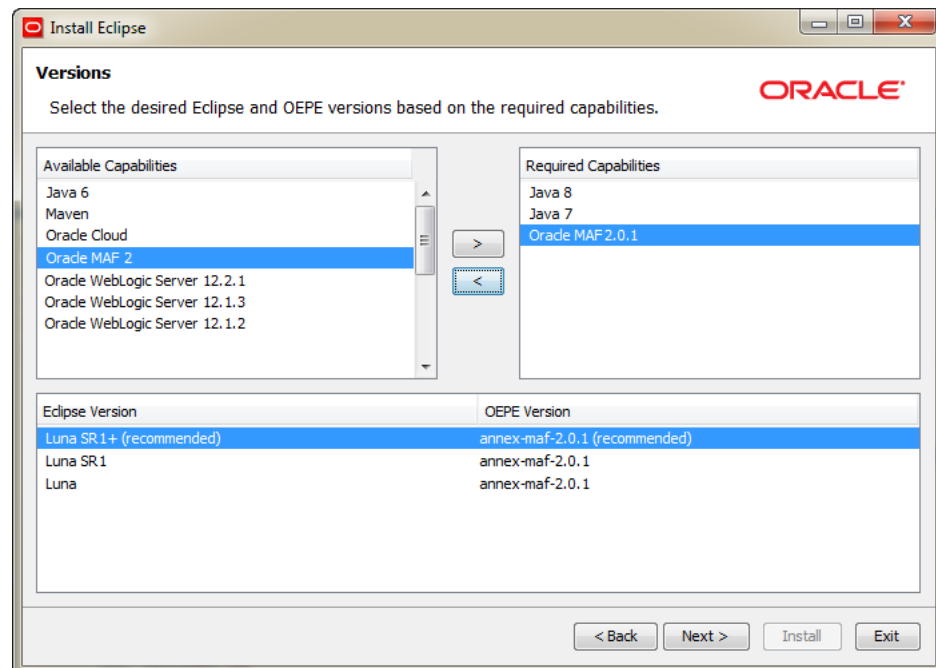 Install Eclipse
Versions
Select the desired Eclipse and OEPE versions based on the required capabilities.
ORACLE
Available Capabilities
Java 6
Maven
Oracle Cloud
Oracle MAF 2
Oracle WebLogic Server 12.2.1
Oracle WebLogic Server 12.1.3
Oracle WebLogic Server 12.1.2
>
<
Required Capabilities
Java 8
Java 7
Oracle MAF 2.0.1
Eclipse Version OEPE Version
Luna SR1+ (recommended) annex-maf-2.0.1 (recommended)
Luna SR1 annex-maf-2.0.1
Luna annex-maf-2.0.1
< Back Next > Install Exit